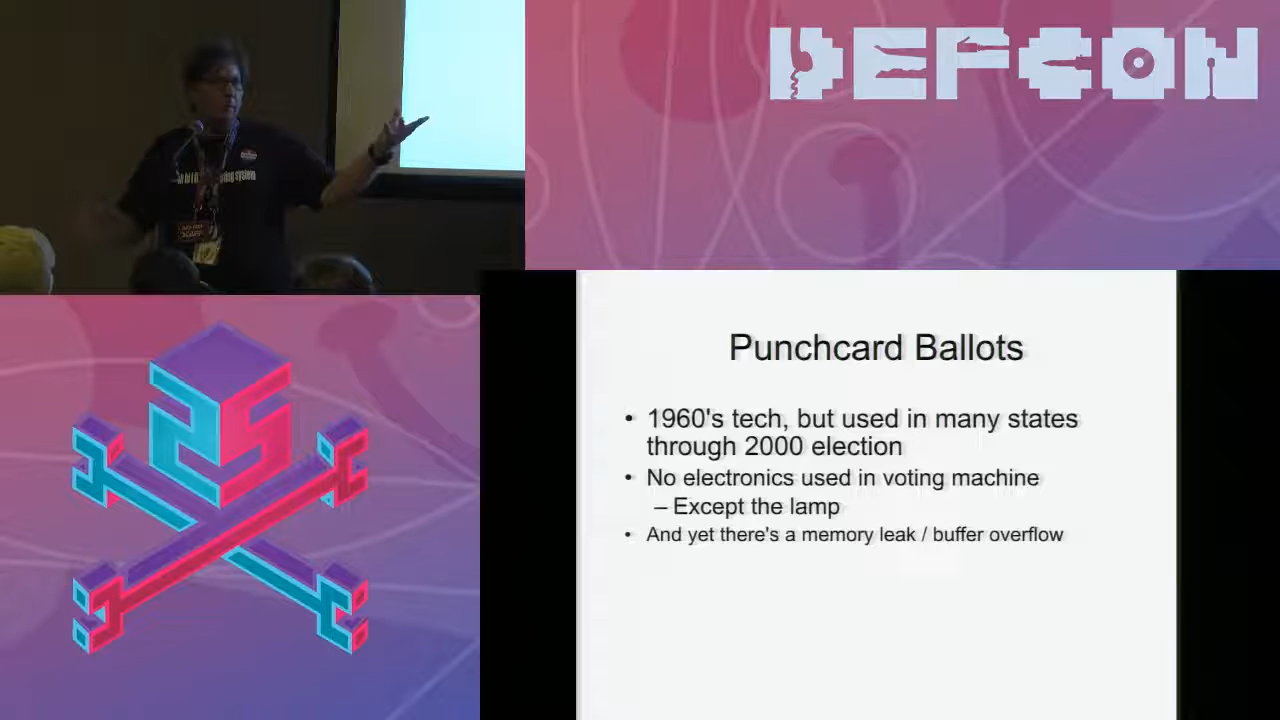 DEFCON
Punchcard Ballots
• 1960's tech, but used in many states
through 2000 election
• No electronics used in voting machine
– Except the lamp
• And yet there's a memory leak / buffer overflow
25